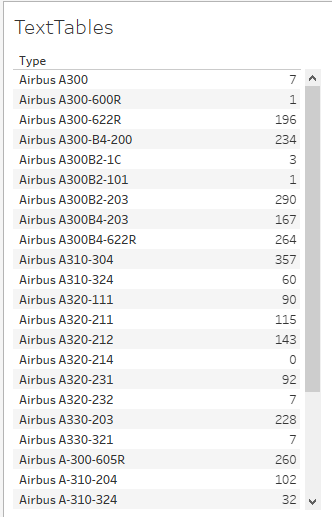 TextTables
Type
Airbus A300 7
Airbus A300-600R 1
Airbus A300-622R 196
Airbus A300-B4-200 234
Airbus A300B2-1C 3
Airbus A300B2-101 1
Airbus A300B2-203 290
Airbus A300B4-203 167
Airbus A300B4-622R 264
Airbus A310-304 357
Airbus A310-324 60
Airbus A320-111 90
Airbus A320-211 115
Airbus A320-212 143
Airbus A320-214 0
Airbus A320-231 92
Airbus A320-232 7
Airbus A330-203 228
Airbus A330-321 7
Airbus A-300-605R 260
Airbus A-310-204 102
Airbus A-310-324 32